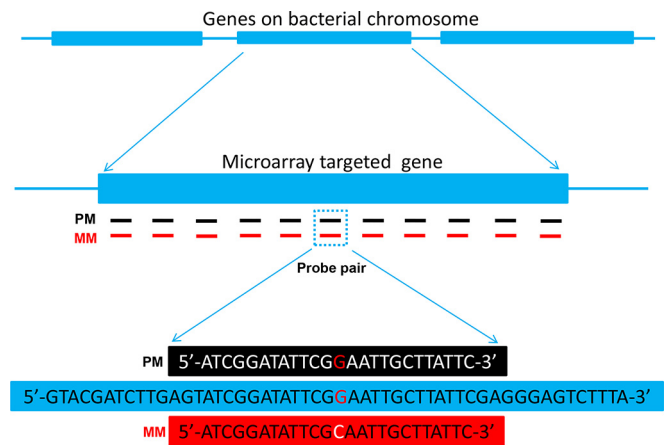 Genes on bacterial chromosome
Microarray targeted gene
PM
MM
Probe pair
PM 5’-ATCGGATATTCGGAATTGCTTATTC-3’
5’-GTACGATCTTGAGTATCGGATATTCGGAATTGCTTATTCGAGGGAGTCTTTA-3’
MM 5’-ATCGGATATTCGCAATTGCTTATTC-3’